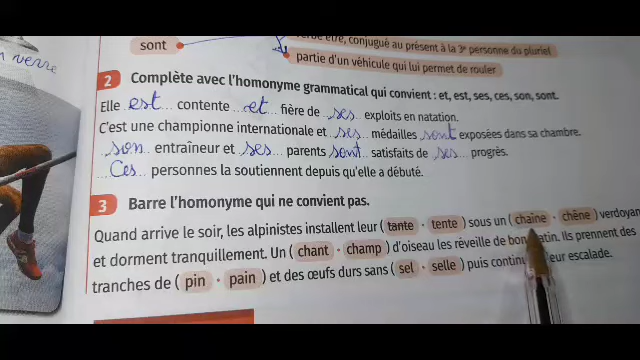 verre
verbe être, conjugué au présent à la 3e personne du pluriel
sont
partie d'un véhicule qui lui permet de rouler
2 Complète avec l'homonyme grammatical qui convient : et, est, ses, ces, son, sont.
Elle est contente et fière de ses exploits en natation.
C'est une championne internationale et ses médailles sont exposées dans sa chambre.
son entraîneur et ses parents sont satisfaits de ses progrès.
Ces personnes la soutiennent depuis qu'elle a débuté.
3 Barre l'homonyme qui ne convient pas.
Quand arrive le soir, les alpinistes installent leur ( tante • tente ) sous un ( chaîne • chêne ) verdoyan
et dorment tranquillement. Un ( chant • champ ) d'oiseau les réveille de bon matin. Ils prennent des
tranches de ( pin • pain ) et des œufs durs sans ( sel • selle ) puis continu leur escalade.